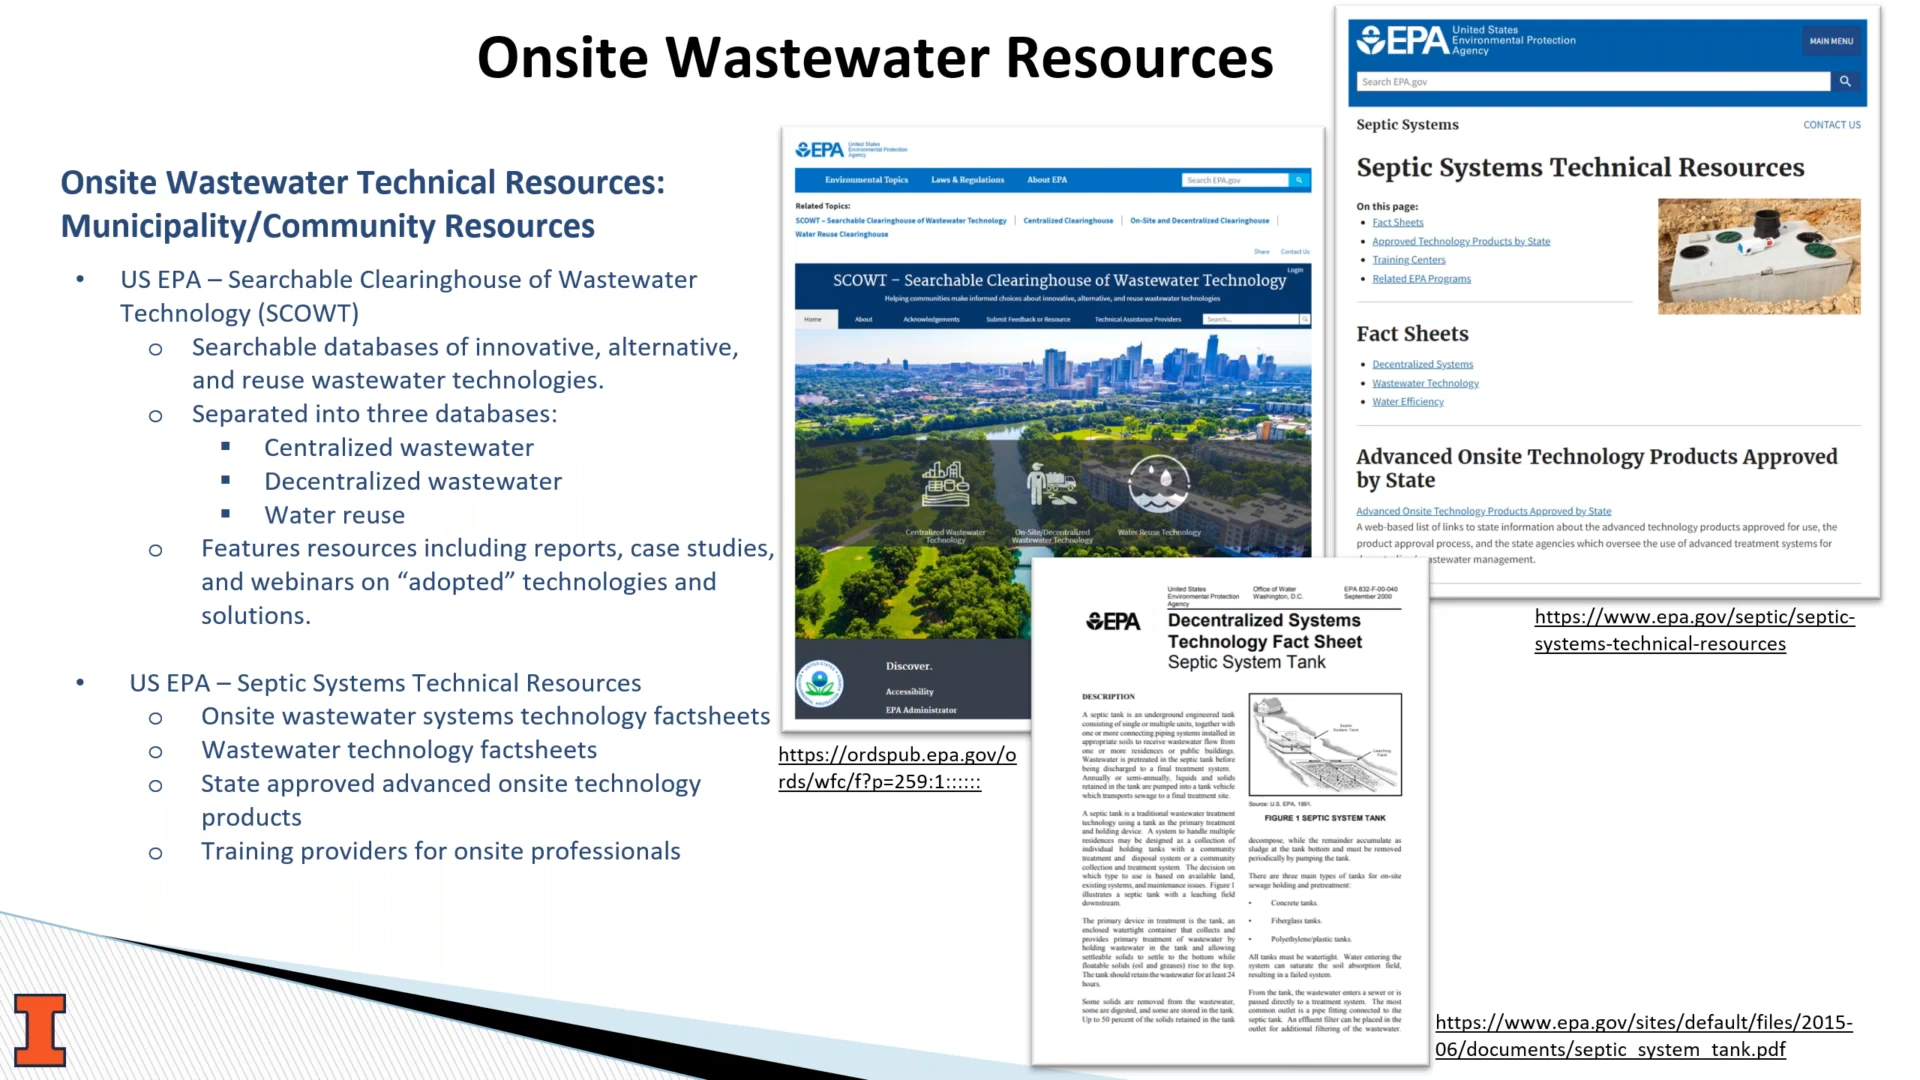 Onsite Wastewater Resources
Onsite Wastewater Technical Resources:
Municipality/Community Resources
• US EPA – Searchable Clearinghouse of Wastewater
Technology (SCOWT)
o Searchable databases of innovative, alternative,
and reuse wastewater technologies.
o Separated into three databases:
▪ Centralized wastewater
▪ Decentralized wastewater
▪ Water reuse
o Features resources including reports, case studies,
and webinars on “adopted” technologies and
solutions.
• US EPA – Septic Systems Technical Resources
o Onsite wastewater systems technology factsheets
o Wastewater technology factsheets
o State approved advanced onsite technology
products
o Training providers for onsite professionals
EPA United States
Environmental Protection
Agency
Environmental Topics Laws & Regulations About EPA Search EPA.gov
Related Topics:
SCOWT – Searchable Clearinghouse of Wastewater Technology | Centralized Clearinghouse | On-Site and Decentralized Clearinghouse |
Water Reuse Clearinghouse
Share Contact Us
Login
SCOWT – Searchable Clearinghouse of Wastewater Technology
Helping communities make informed choices about innovative, alternative, and reuse wastewater technologies
Home About Acknowledgements Submit Feedback or Resource Technical Assistance Providers Search...
Centralized Wastewater
Technology
On-Site/Decentralized
Wastewater Technology
Water Reuse Technology
Discover.
Accessibility
EPA Administrator
https://ordspub.epa.gov/o
rds/wfc/f?p=259:1::::::
EPA United States
Environmental Protection
Agency
MAIN MENU
Search EPA.gov
Septic Systems CONTACT US
Septic Systems Technical Resources
On this page:
• Fact Sheets
• Approved Technology Products by State
• Training Centers
• Related EPA Programs
Fact Sheets
• Decentralized Systems
• Wastewater Technology
• Water Efficiency
Advanced Onsite Technology Products Approved
by State
Advanced Onsite Technology Products Approved by State
A web-based list of links to state information about the advanced technology products approved for use, the
product approval process, and the state agencies which oversee the use of advanced treatment systems for
wastewater management.
https://www.epa.gov/septic/septic-
systems-technical-resources
United States
Environmental Protection
Agency
Office of Water
Washington, D.C.
EPA 832-F-00-040
September 2000
EPA
Decentralized Systems
Technology Fact Sheet
Septic System Tank
DESCRIPTION
A septic tank is an underground engineered tank
consisting of single or multiple units, together with
one or more connecting piping systems installed in
appropriate soils to receive wastewater flow from
one or more residences or public buildings.
Wastewater is pretreated in the septic tank before
being discharged to a final treatment system.
Annually or semi-annually, liquids and solids
retained in the tank are pumped into a tank vehicle
which transports sewage to a final treatment site.
A septic tank is a traditional wastewater treatment
technology using a tank as the primary treatment
and holding device. A system to handle multiple
residences may be designed as a collection of
individual holding tanks with a community
treatment and disposal system or a community
collection and treatment system. The decision on
which type to use is based on available land,
existing systems, and maintenance issues. Figure 1
illustrates a septic tank with a leaching field
downstream.
The primary device in treatment is the tank, an
enclosed watertight container that collects and
provides primary treatment of wastewater by
holding wastewater in the tank and allowing
settleable solids to settle to the bottom while
floatable solids (oil and greases) rise to the top.
The tank should retain the wastewater for at least 24
hours.
Some solids are removed from the wastewater,
some are digested, and some are stored in the tank.
Up to 50 percent of the solids retained in the tank
Septic
System Tank
Leaching
Field
Source: U.S. EPA, 1991.
FIGURE 1 SEPTIC SYSTEM TANK
decompose, while the remainder accumulate as
sludge at the tank bottom and must be removed
periodically by pumping the tank.
There are three main types of tanks for on-site
sewage holding and pretreatment:
• Concrete tanks.
• Fiberglass tanks.
• Polyethylene/plastic tanks.
All tanks must be watertight. Water entering the
system can saturate the soil absorption field,
resulting in a failed system.
From the tank, the wastewater enters a sewer or is
passed directly to a treatment system. The most
common outlet is a pipe fitting connected to the
septic tank. An effluent filter can be placed in the
outlet for additional filtering of the wastewater.
https://www.epa.gov/sites/default/files/2015-
06/documents/septic_system_tank.pdf